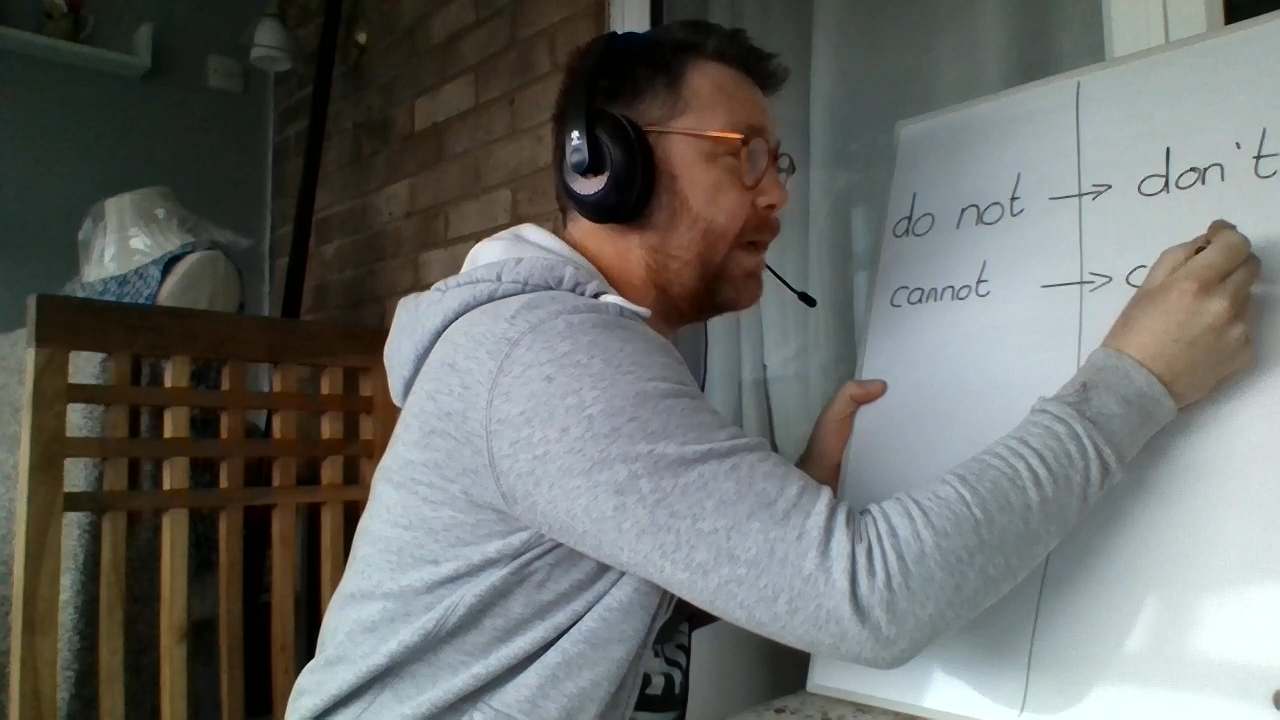 do not → don't
cannot → c